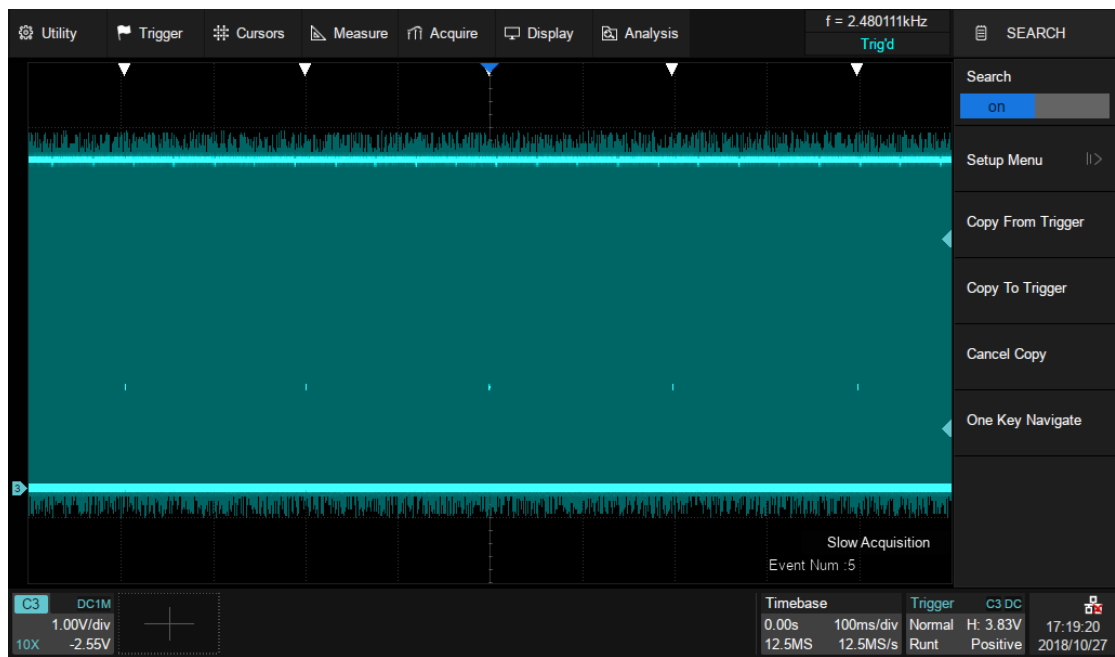 Utility Trigger Cursors Measure Acquire Display Analysis
f = 2.480111kHz
Trig'd
SEARCH
Search
on
Setup Menu
Copy From Trigger
Copy To Trigger
Cancel Copy
One Key Navigate
3
Slow Acquisition
Event Num :5
C3 DC1M
1.00V/div
10X -2.55V
Timebase
0.00s 100ms/div
12.5MS 12.5MS/s
Trigger C3 DC
Normal H: 3.83V
Runt Positive
17:19:20
2018/10/27